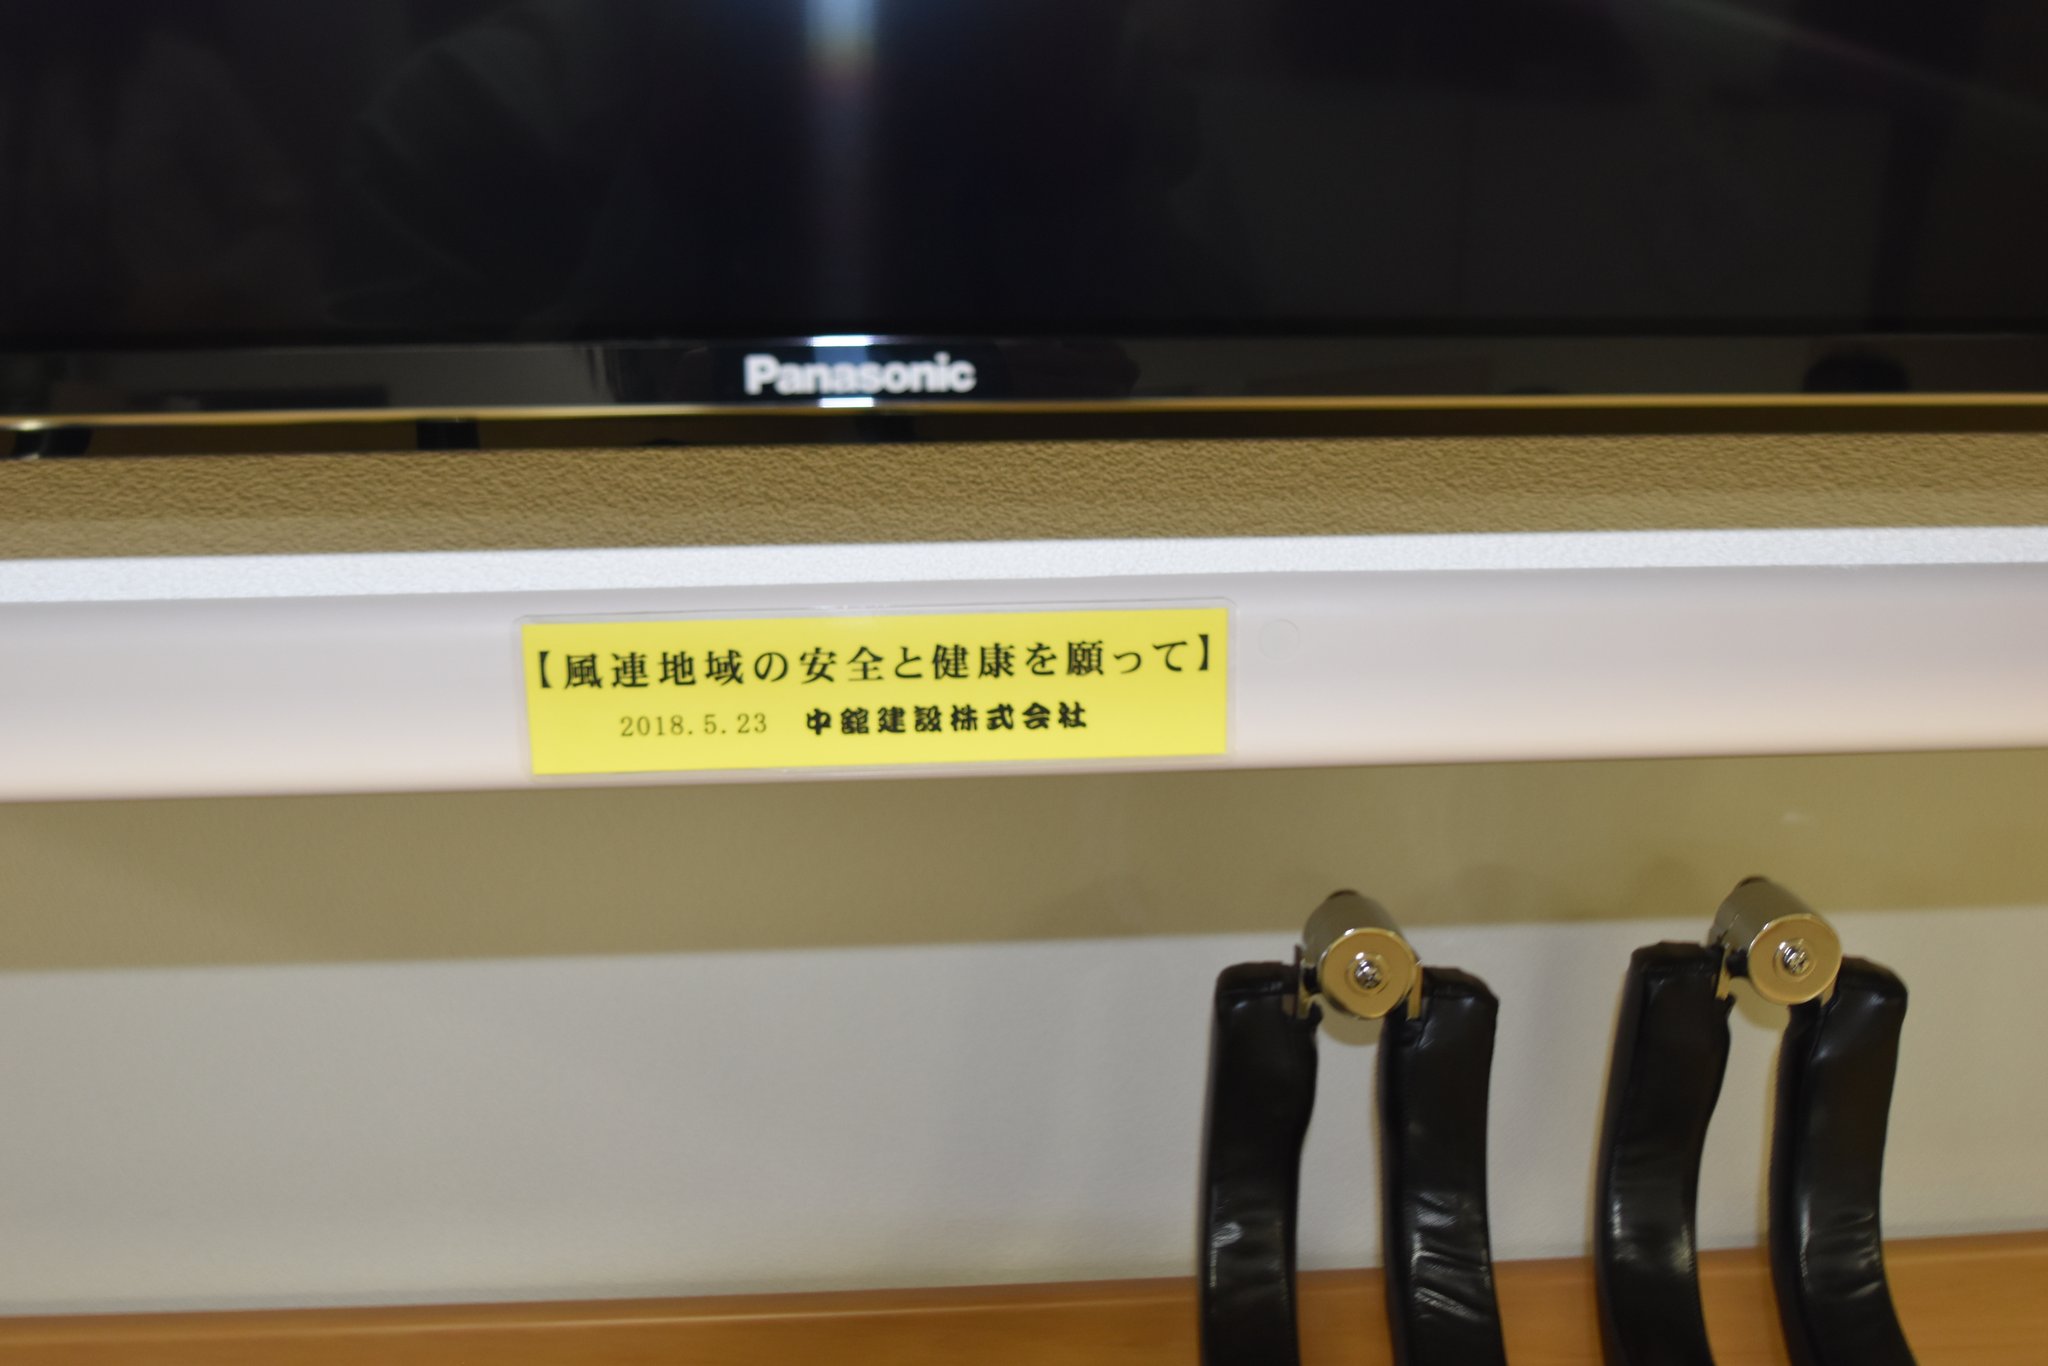 Panasonic
【風連地域の安全と健康を願って】
2018.5.23 中舘建設株式会社